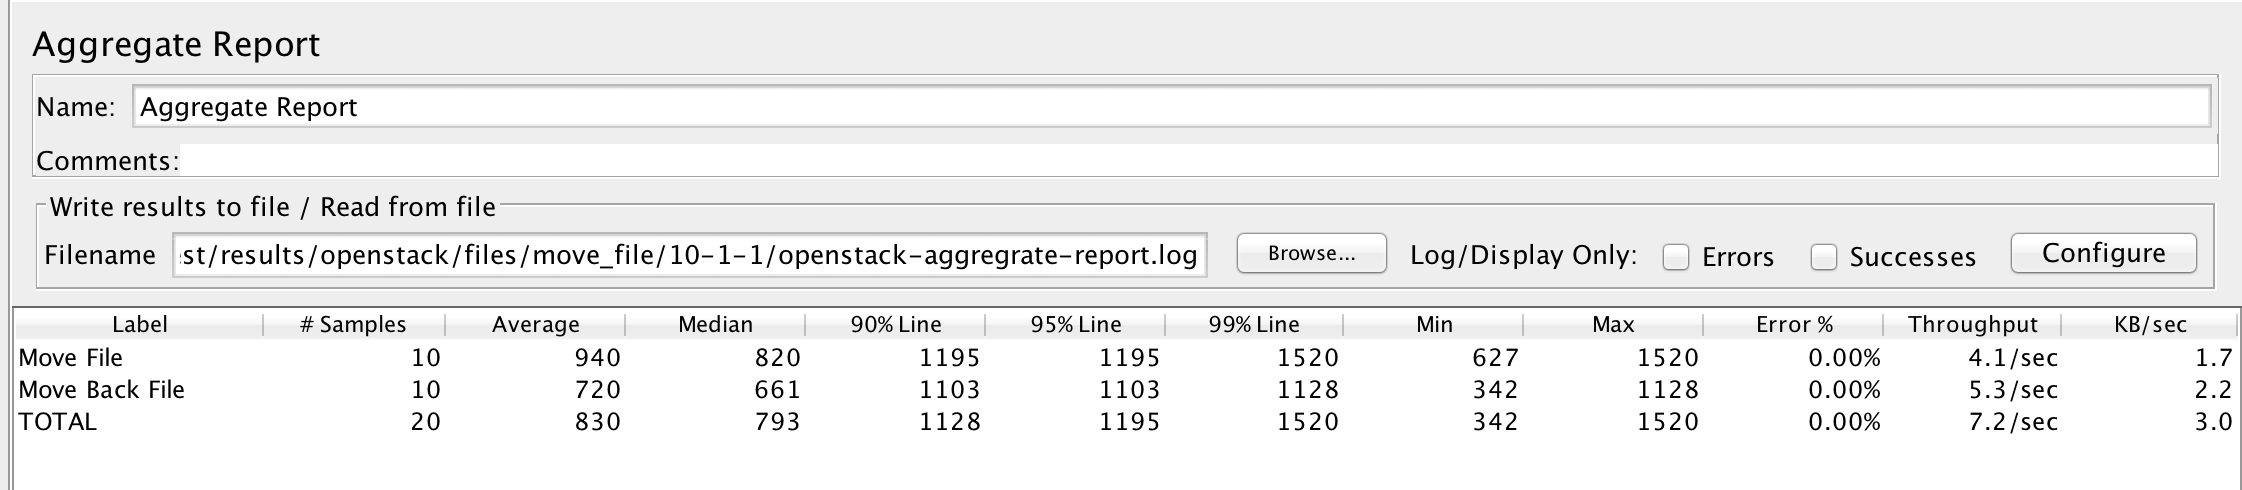 Aggregate Report
Name: Aggregate Report
Comments:
Write results to file / Read from file
Filename st/results/openstack/files/move_file/10-1-1/openstack-aggregrate-report.log Browse... Log/Display Only: Errors Successes Configure
Label # Samples Average Median 90% Line 95% Line 99% Line Min Max Error % Throughput KB/sec
Move File 10 940 820 1195 1195 1520 627 1520 0.00% 4.1/sec 1.7
Move Back File 10 720 661 1103 1103 1128 342 1128 0.00% 5.3/sec 2.2
TOTAL 20 830 793 1128 1195 1520 342 1520 0.00% 7.2/sec 3.0